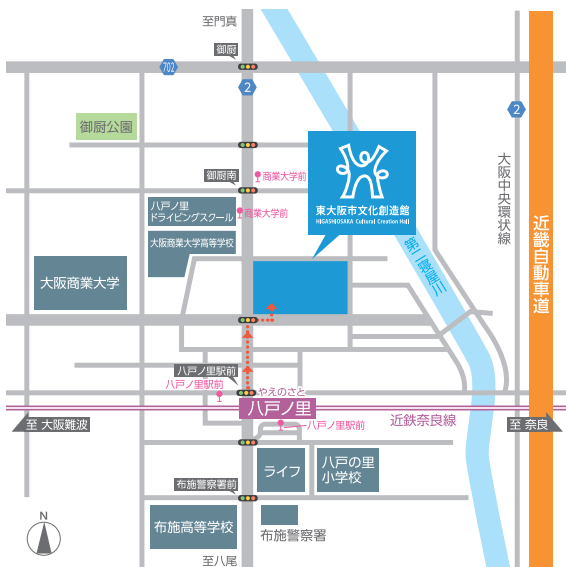 至門真
御厨
702
2
2
御厨公園
商業大学前
御厨南
八戸ノ里
ドライビングスクール
商業大学前
大阪商業大学高等学校
大阪商業大学
東大阪市文化創造館
HIGASHIOSAKA Cultural Creation Hall
大阪中央環状線
近畿自動車道
第二寝屋川
八戸ノ里駅前
八戸ノ里駅前
やえのさと
八戸ノ里
近鉄奈良線
至 大阪難波
至 奈良
八戸ノ里駅前
ライフ
八戸の里
小学校
布施警察署前
布施高等学校
布施警察署
至八尾
N